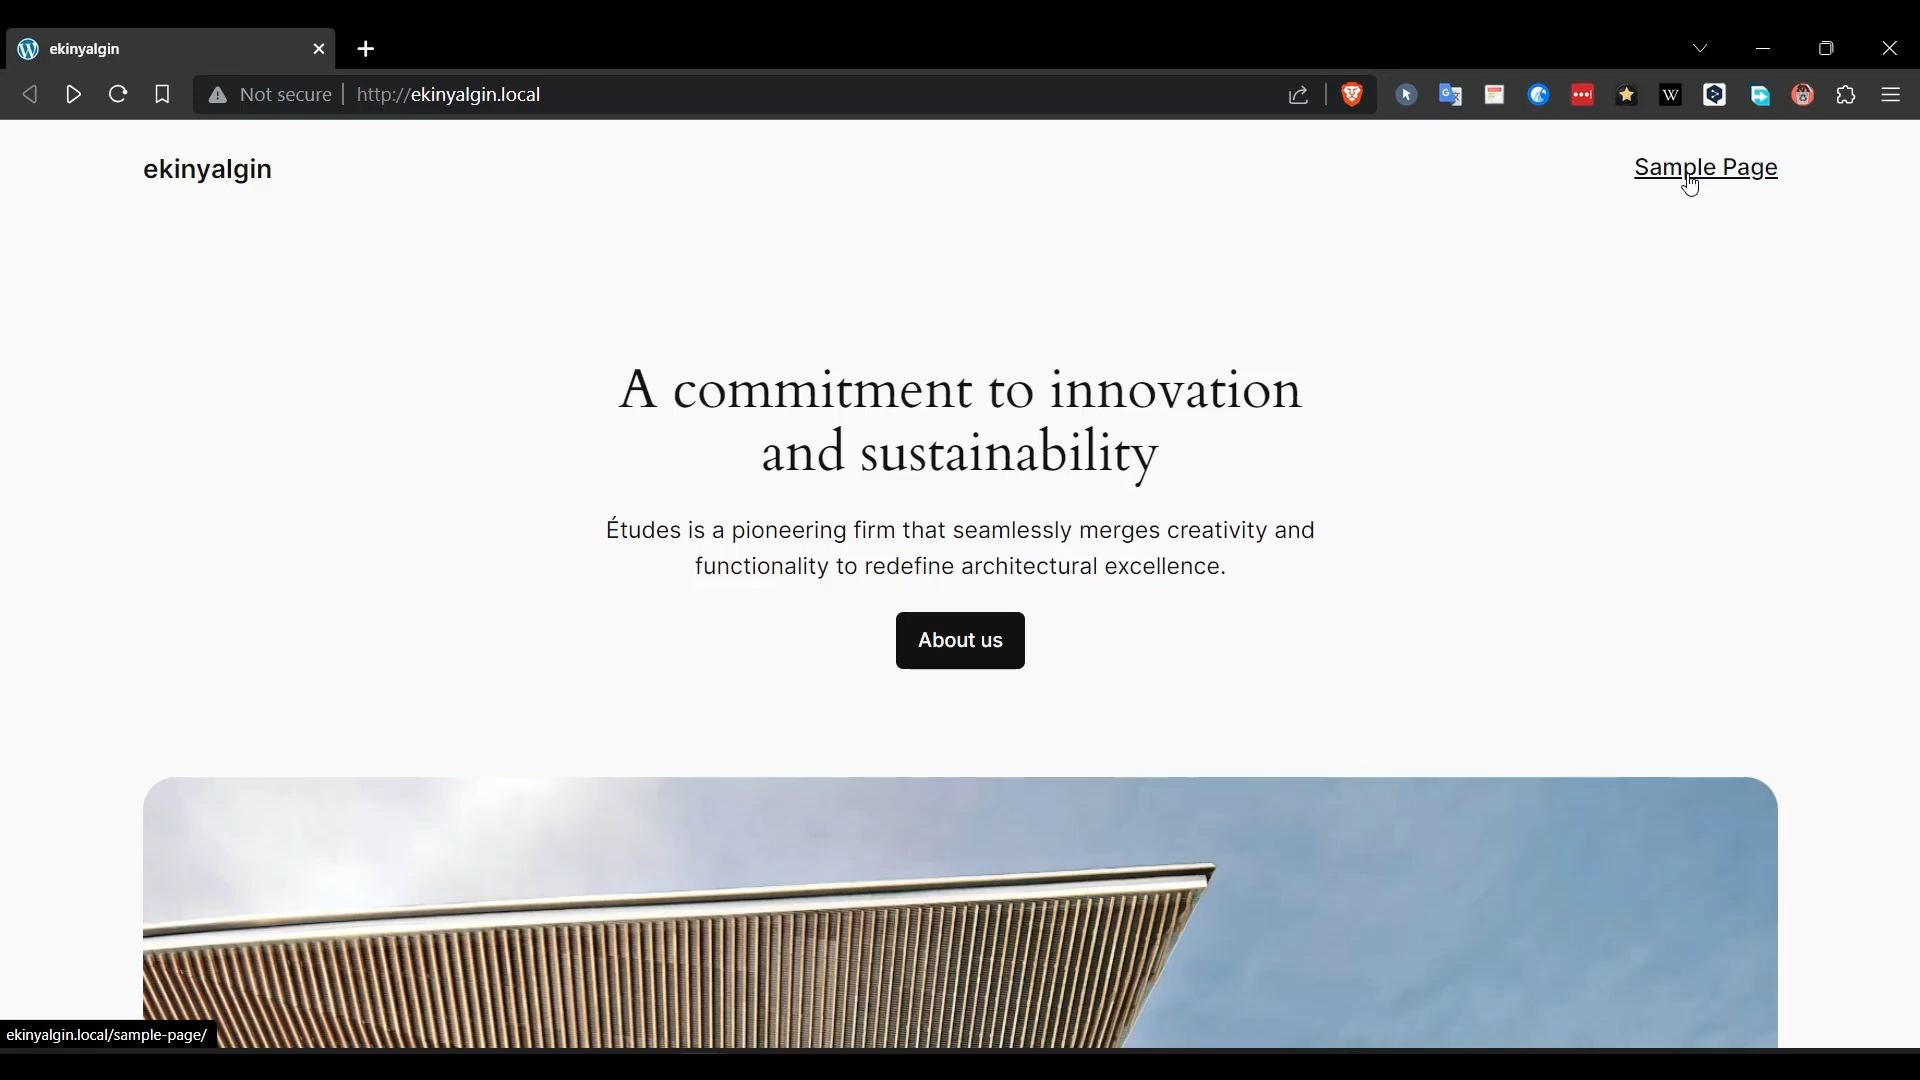 ekinyalgin
Not secure http://ekinyalgin.local
W
ekinyalgin
Sample Page
A commitment to innovation
and sustainability
Études is a pioneering firm that seamlessly merges creativity and
functionality to redefine architectural excellence.
About us
ekinyalgin.local/sample-page/